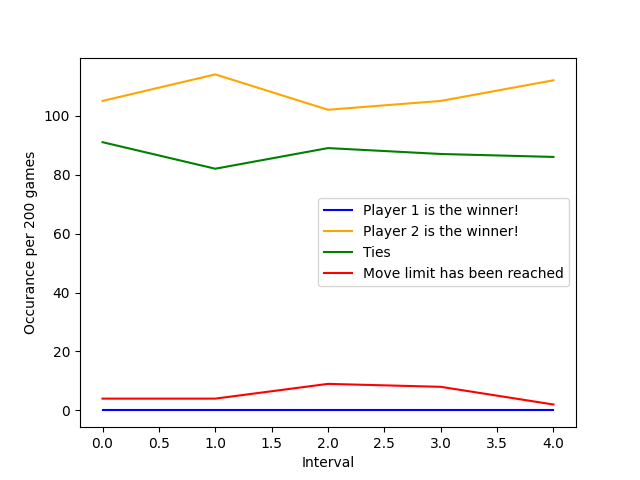 100
80
60
40
20
0
Occurance per 200 games
Player 1 is the winner!
Player 2 is the winner!
Ties
Move limit has been reached
0.0 0.5 1.0 1.5 2.0 2.5 3.0 3.5 4.0
Interval